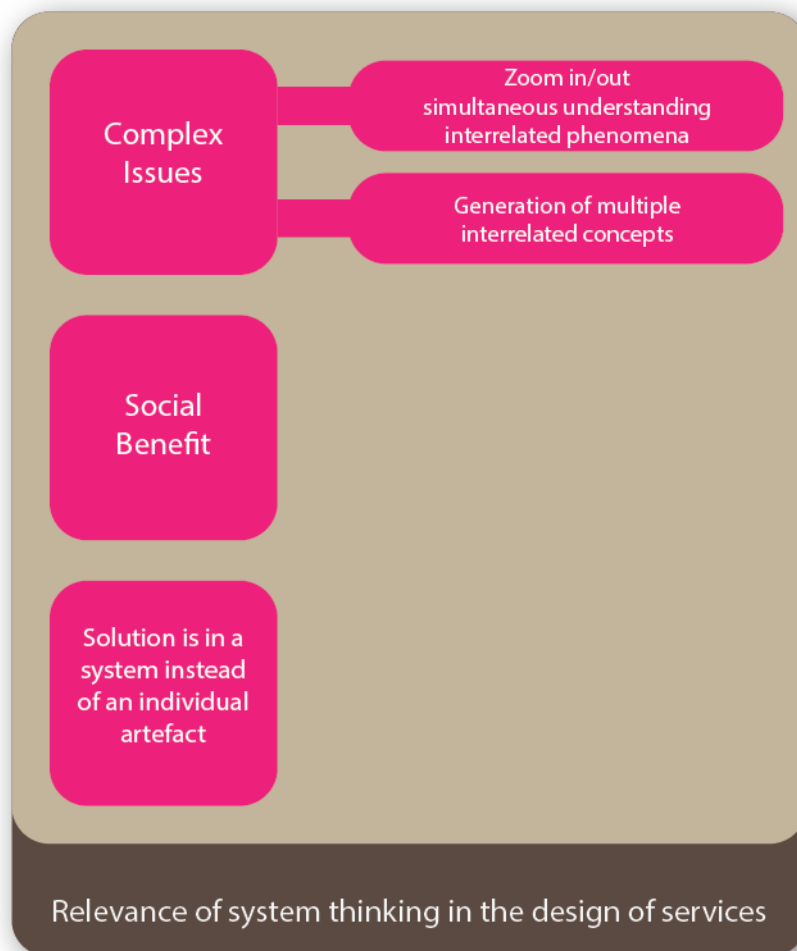 Complex
Issues
Zoom in/out
simultaneous understanding
interrelated phenomena
Generation of multiple
interrelated concepts
Social
Benefit
Solution is in a
system instead
of an individual
artefact
Relevance of system thinking in the design of services